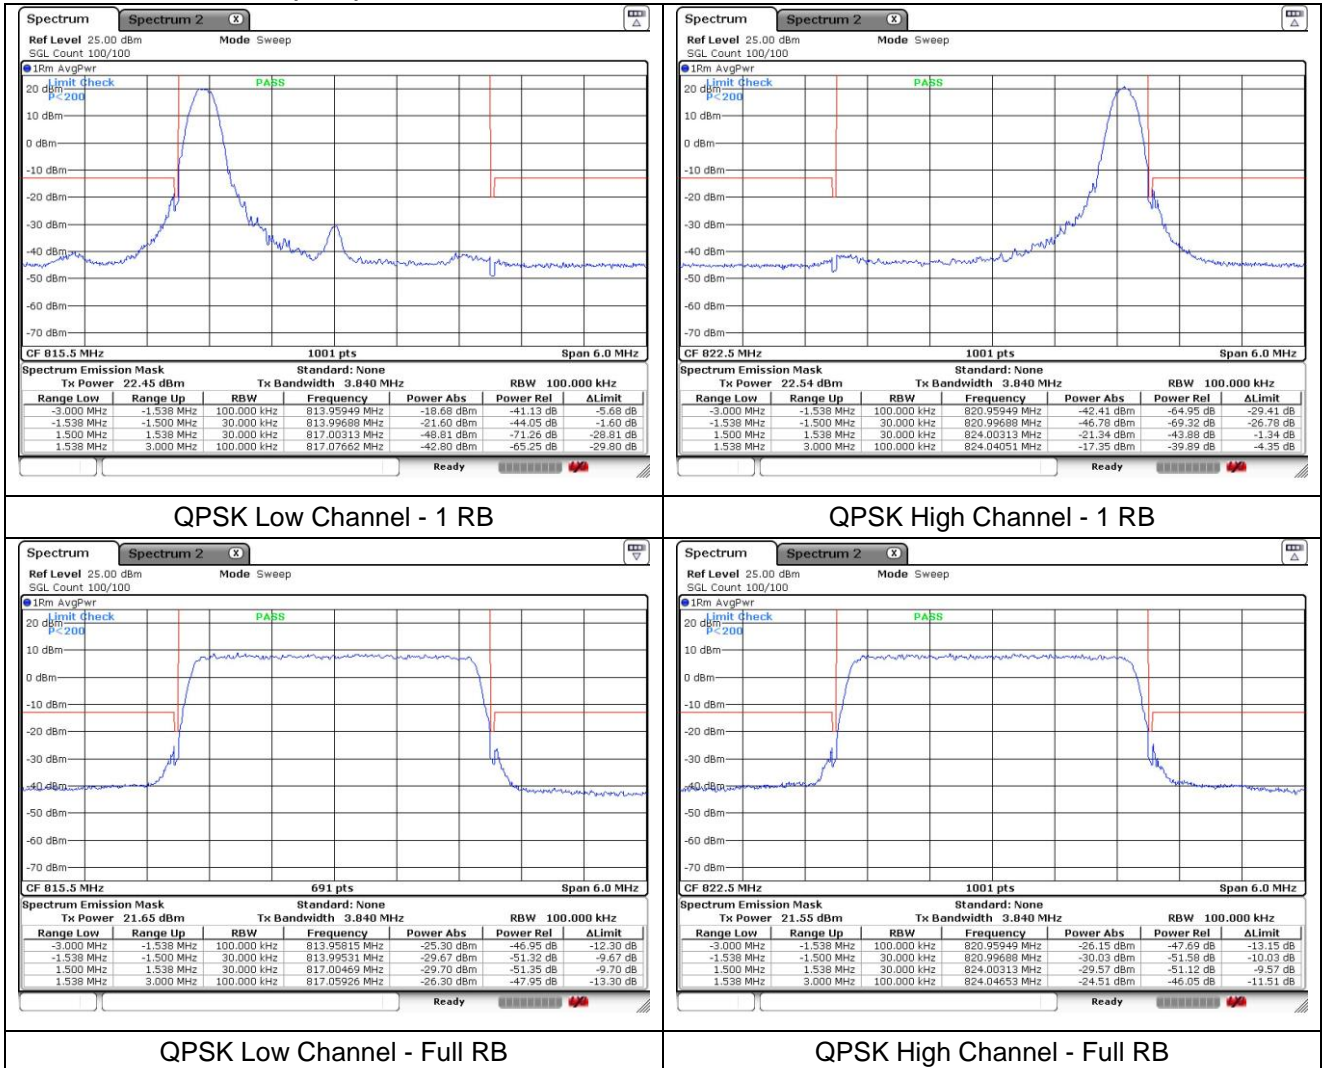 Spectrum Spectrum 2 X
Ref Level 25.00 dBm Mode Sweep
SGL Count 100/100
1Rm AvgPwr
Limit Check PASS
P<200
20 dBm
10 dBm
0 dBm
-10 dBm
-20 dBm
-30 dBm
-40 dBm
-50 dBm
-60 dBm
-70 dBm
CF 815.5 MHz 1001 pts Span 6.0 MHz
Spectrum Emission Mask Standard: None
Tx Power 22.45 dBm Tx Bandwidth 3.840 MHz RBW 100.000 kHz
Range Low Range Up RBW Frequency Power Abs Power Rel ΔLimit
-3.000 MHz -1.538 MHz 100.000 kHz 813.95949 MHz -18.68 dBm -41.13 dB -5.68 dB
-1.538 MHz -1.500 MHz 30.000 kHz 813.99688 MHz -21.60 dBm -44.05 dB -1.60 dB
1.500 MHz 1.538 MHz 30.000 kHz 817.00313 MHz -48.81 dBm -71.26 dB -28.81 dB
1.538 MHz 3.000 MHz 100.000 kHz 817.07662 MHz -42.80 dBm -65.25 dB -29.80 dB
Ready
QPSK Low Channel - 1 RB
Spectrum Spectrum 2 X
Ref Level 25.00 dBm Mode Sweep
SGL Count 100/100
1Rm AvgPwr
Limit Check PASS
P<200
20 dBm
10 dBm
0 dBm
-10 dBm
-20 dBm
-30 dBm
-40 dBm
-50 dBm
-60 dBm
-70 dBm
CF 822.5 MHz 1001 pts Span 6.0 MHz
Spectrum Emission Mask Standard: None
Tx Power 22.54 dBm Tx Bandwidth 3.840 MHz RBW 100.000 kHz
Range Low Range Up RBW Frequency Power Abs Power Rel ΔLimit
-3.000 MHz -1.538 MHz 100.000 kHz 820.95949 MHz -42.41 dBm -64.95 dB -29.41 dB
-1.538 MHz -1.500 MHz 30.000 kHz 820.99688 MHz -46.78 dBm -69.32 dB -26.78 dB
1.500 MHz 1.538 MHz 30.000 kHz 824.00313 MHz -21.34 dBm -43.88 dB -1.34 dB
1.538 MHz 3.000 MHz 100.000 kHz 824.04051 MHz -17.35 dBm -39.89 dB -4.35 dB
Ready
QPSK High Channel - 1 RB
Spectrum Spectrum 2 X
Ref Level 25.00 dBm Mode Sweep
SGL Count 100/100
1Rm AvgPwr
Limit Check PASS
P<200
20 dBm
10 dBm
0 dBm
-10 dBm
-20 dBm
-30 dBm
-40 dBm
-50 dBm
-60 dBm
-70 dBm
CF 815.5 MHz 691 pts Span 6.0 MHz
Spectrum Emission Mask Standard: None
Tx Power 21.65 dBm Tx Bandwidth 3.840 MHz RBW 100.000 kHz
Range Low Range Up RBW Frequency Power Abs Power Rel ΔLimit
-3.000 MHz -1.538 MHz 100.000 kHz 813.95815 MHz -25.30 dBm -46.95 dB -12.30 dB
-1.538 MHz -1.500 MHz 30.000 kHz 813.99531 MHz -29.67 dBm -51.32 dB -9.67 dB
1.500 MHz 1.538 MHz 30.000 kHz 817.00469 MHz -29.70 dBm -51.35 dB -9.70 dB
1.538 MHz 3.000 MHz 100.000 kHz 817.05926 MHz -26.30 dBm -47.95 dB -13.30 dB
Ready
QPSK Low Channel - Full RB
Spectrum Spectrum 2 X
Ref Level 25.00 dBm Mode Sweep
SGL Count 100/100
1Rm AvgPwr
Limit Check PASS
P<200
20 dBm
10 dBm
0 dBm
-10 dBm
-20 dBm
-30 dBm
-40 dBm
-50 dBm
-60 dBm
-70 dBm
CF 822.5 MHz 1001 pts Span 6.0 MHz
Spectrum Emission Mask Standard: None
Tx Power 21.55 dBm Tx Bandwidth 3.840 MHz RBW 100.000 kHz
Range Low Range Up RBW Frequency Power Abs Power Rel ΔLimit
-3.000 MHz -1.538 MHz 100.000 kHz 820.95949 MHz -26.15 dBm -47.69 dB -13.15 dB
-1.538 MHz -1.500 MHz 30.000 kHz 820.99688 MHz -30.03 dBm -51.58 dB -10.03 dB
1.500 MHz 1.538 MHz 30.000 kHz 824.00313 MHz -29.57 dBm -51.12 dB -9.57 dB
1.538 MHz 3.000 MHz 100.000 kHz 824.04653 MHz -24.51 dBm -46.05 dB -11.51 dB
Ready
QPSK High Channel - Full RB